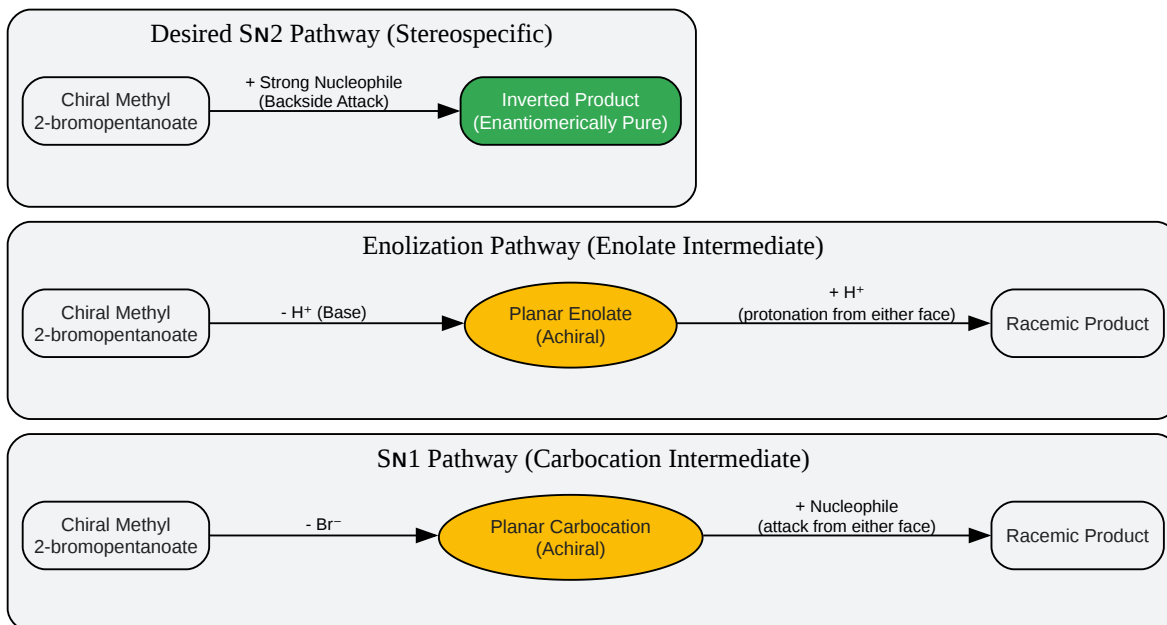 Desired SN2 Pathway (Stereospecific)
Chiral Methyl
2-bromopentanoate
+ Strong Nucleophile
(Backside Attack)
Inverted Product
(Enantiomerically Pure)
Enolization Pathway (Enolate Intermediate)
Chiral Methyl
2-bromopentanoate
- H⁺ (Base)
Planar Enolate
(Achiral)
+ H⁺
(protonation from either face)
Racemic Product
SN1 Pathway (Carbocation Intermediate)
Chiral Methyl
2-bromopentanoate
- Br⁻
Planar Carbocation
(Achiral)
+ Nucleophile
(attack from either face)
Racemic Product